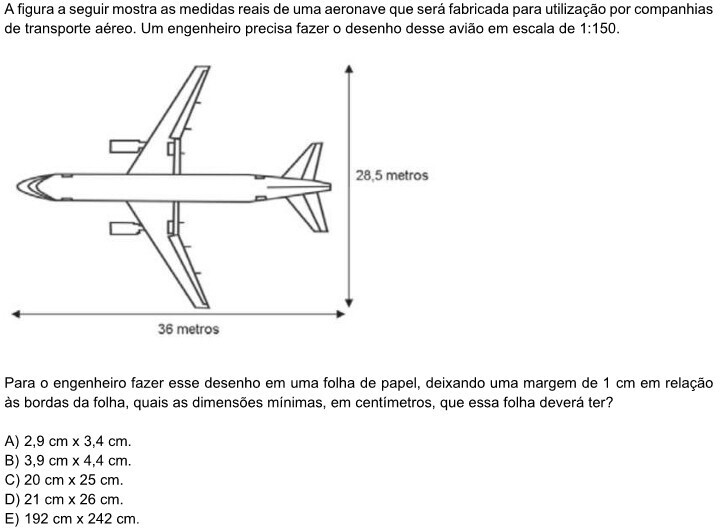 A figura a seguir mostra as medidas reais de uma aeronave que será fabricada para utilização por companhias
de transporte aéreo. Um engenheiro precisa fazer o desenho desse avião em escala de 1:150.
28,5 metros
36 metros
Para o engenheiro fazer esse desenho em uma folha de papel, deixando uma margem de 1 cm em relação
às bordas da folha, quais as dimensões mínimas, em centímetros, que essa folha deverá ter?
A) 2,9 cm x 3,4 cm.
B) 3,9 cm x 4,4 cm.
C) 20 cm x 25 cm.
D) 21 cm x 26 cm.
E) 192 cm x 242 cm.